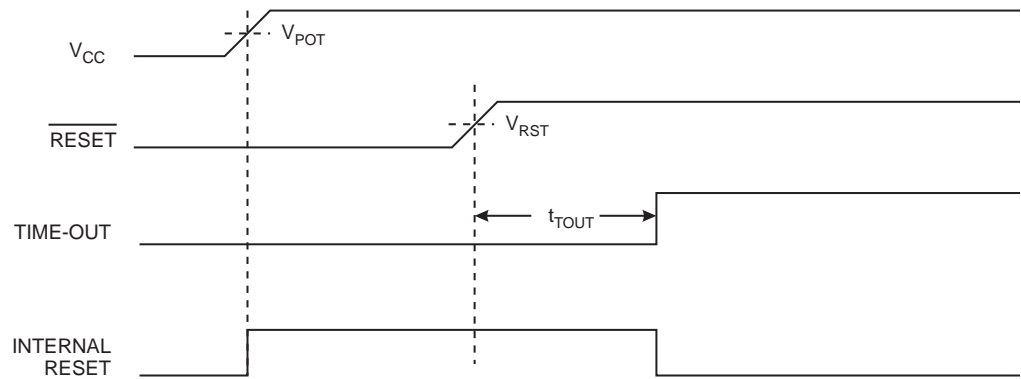 V_POT
V_CC
RESET
V_RST
t_TOUT
TIME-OUT
INTERNAL
RESET